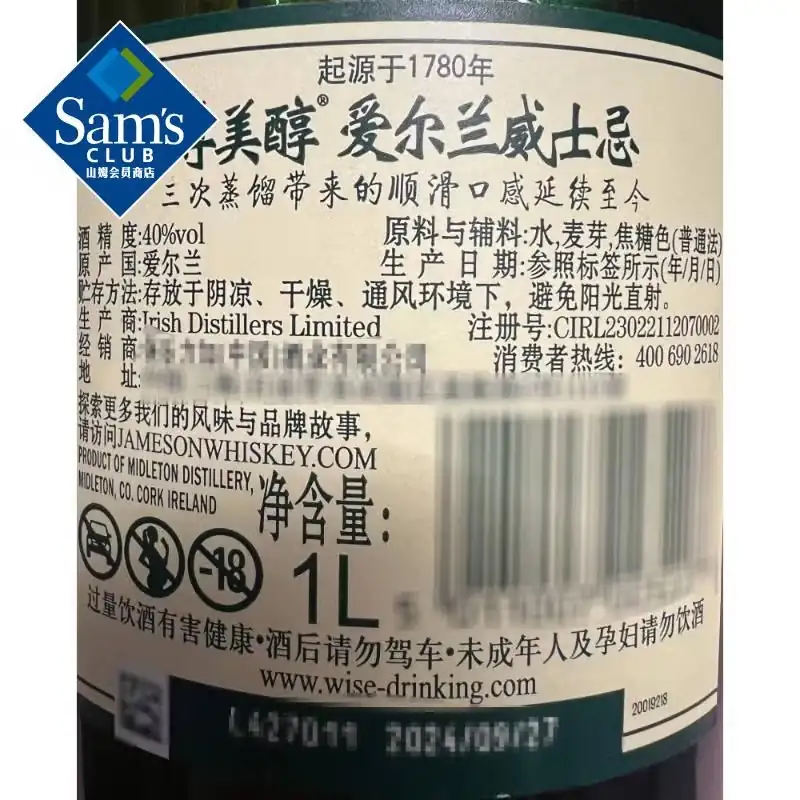 Sam's
CLUB
山姆会员商店
起源于1780年
美醇® 爱尔兰威士忌
三次蒸馏带来的顺滑口感延续至今
酒精度:40%vol
原料与辅料:水,麦芽,焦糖色(普通法)
原产国:爱尔兰
生产日期:参照标签所示(年/月/日)
贮存方法:存放于阴凉、干燥、通风环境下，避免阳光直射。
生产商:Irish Distillers Limited
注册号:CIRL23022112070002
经销商
消费者热线: 400 690 2618
地址:
探索更多我们的风味与品牌故事，
请访问JAMESONWHISKEY.COM
PRODUCT OF MIDLETON DISTILLERY,
MIDLETON, CO. CORK IRELAND
净含量:
1L
-18
过量饮酒有害健康·酒后请勿驾车·未成年人及孕妇请勿饮酒
www.wise-drinking.com
20019218
L427011 2024/09/27